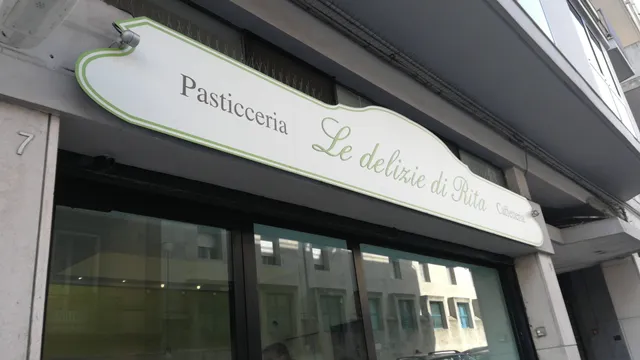 7
Pasticceria
Le delizie di Rita
Caffetteria